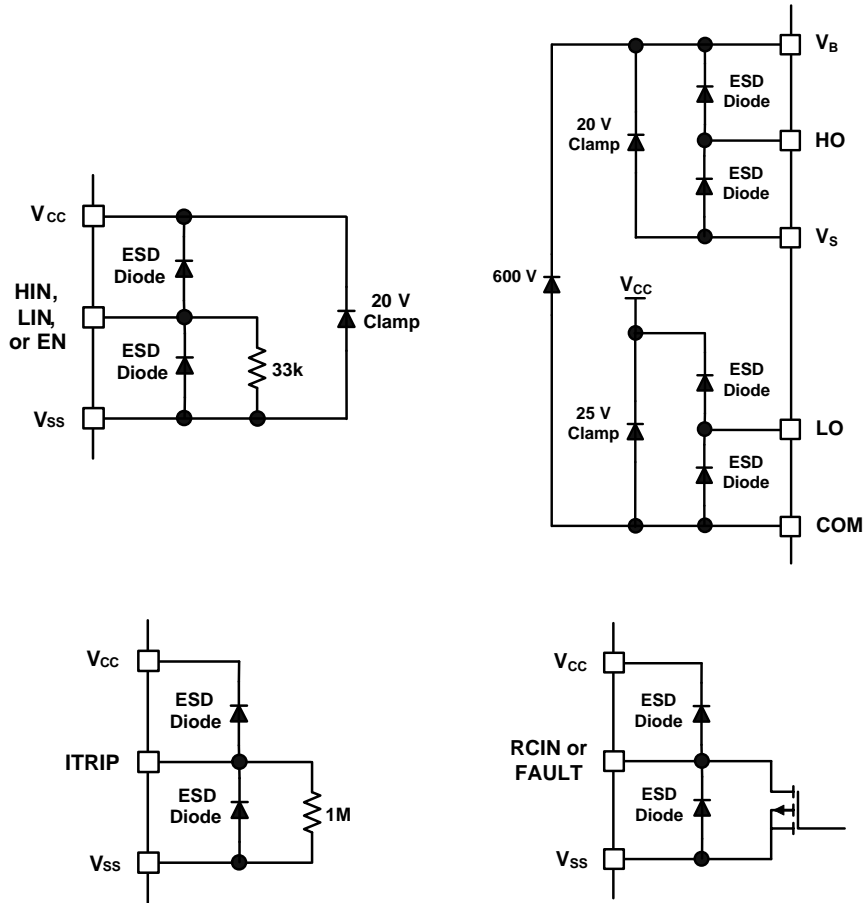 VCC
ESD
Diode
HIN,
LIN,
or EN
ESD
Diode
33k
20 V
Clamp
VSS
VB
ESD
Diode
20 V
Clamp
HO
ESD
Diode
VS
600 V
VCC
ESD
Diode
25 V
Clamp
LO
ESD
Diode
COM
VCC
ESD
Diode
ITRIP
ESD
Diode
1M
VSS
VCC
ESD
Diode
RCIN or
FAULT
ESD
Diode
VSS